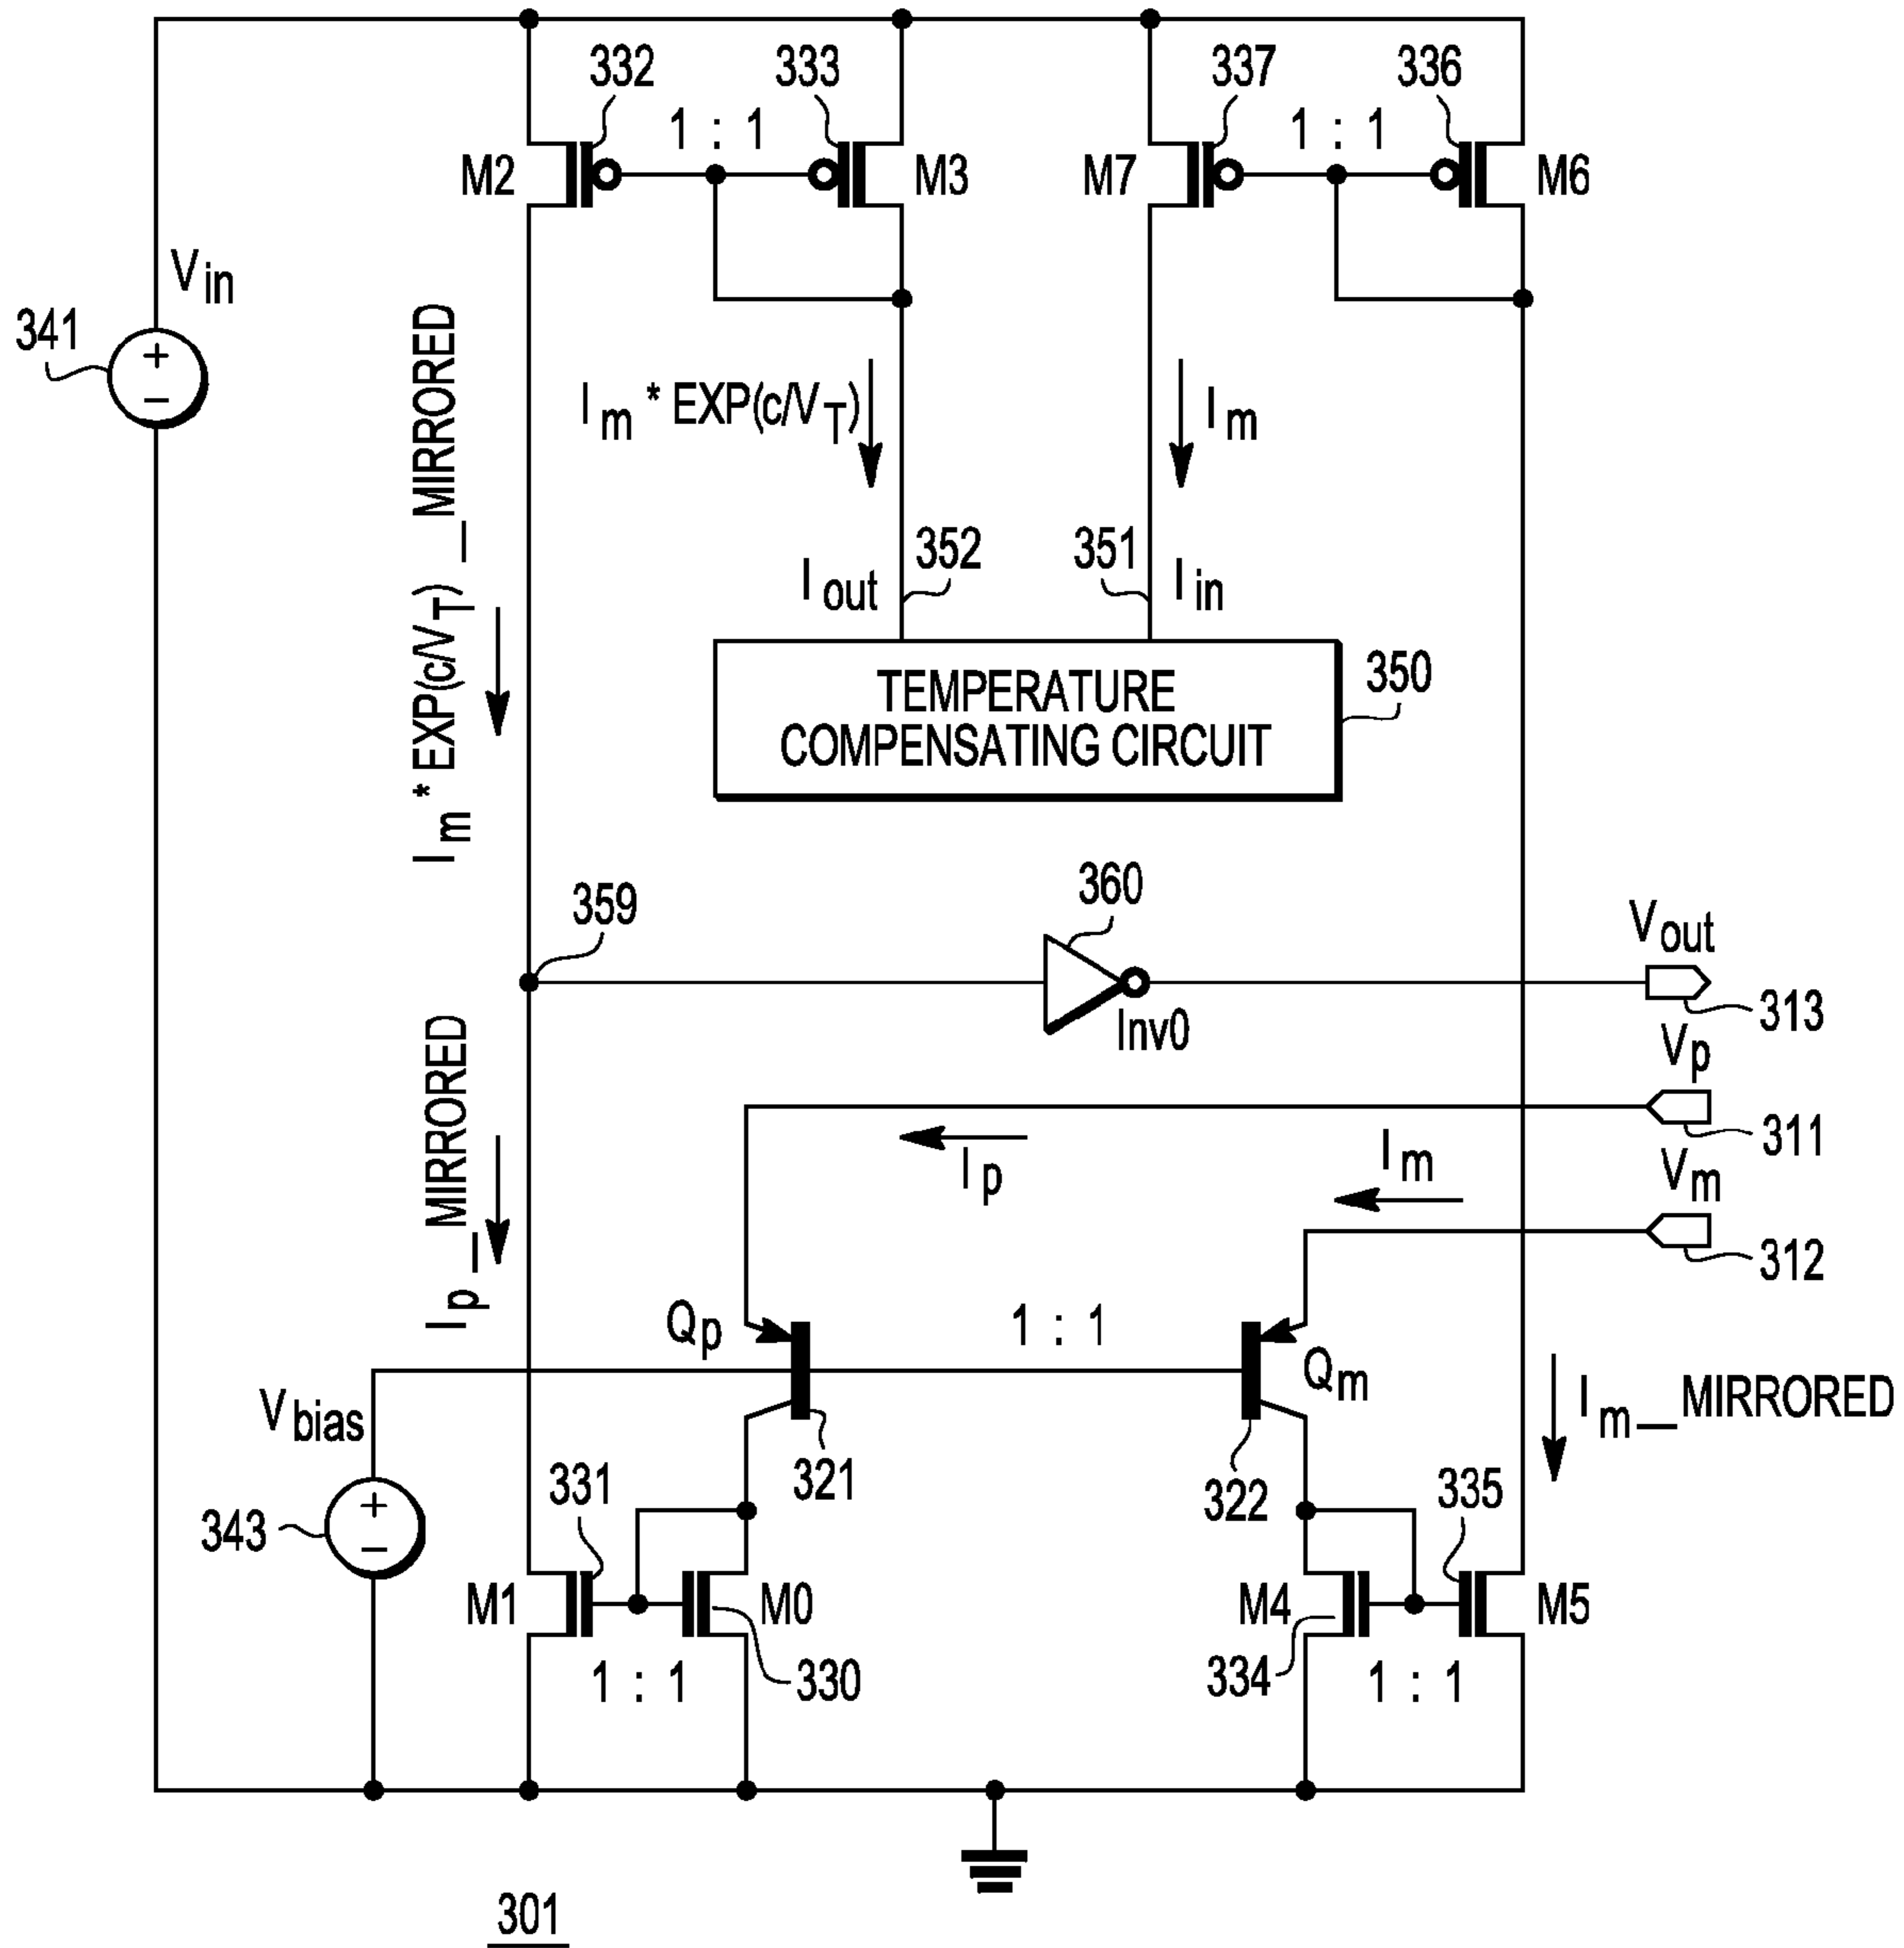 332
333
337
336
1 : 1
1 : 1
M2
M3
M7
M6
Vin
341
+
−
Im * EXP(c/VT)_MIRRORED
Im * EXP(c/VT)
Im
352
351
Iout
Iin
TEMPERATURE
COMPENSATING CIRCUIT
350
359
360
Inv0
Vout
313
Vp
311
Vm
312
Ip_MIRRORED
Ip
Im
Qp
1 : 1
Qm
321
322
Vbias
343
+
−
331
335
Im_MIRRORED
M1
M0
M4
M5
1 : 1
330
334
1 : 1
301